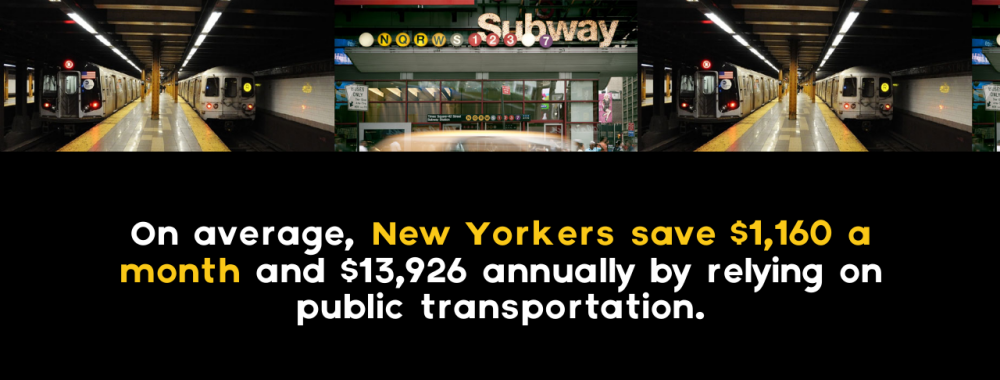 Subway
N Q R W S 1 2 3 7
On average, New Yorkers save $1,160 a
month and $13,926 annually by relying on
public transportation.